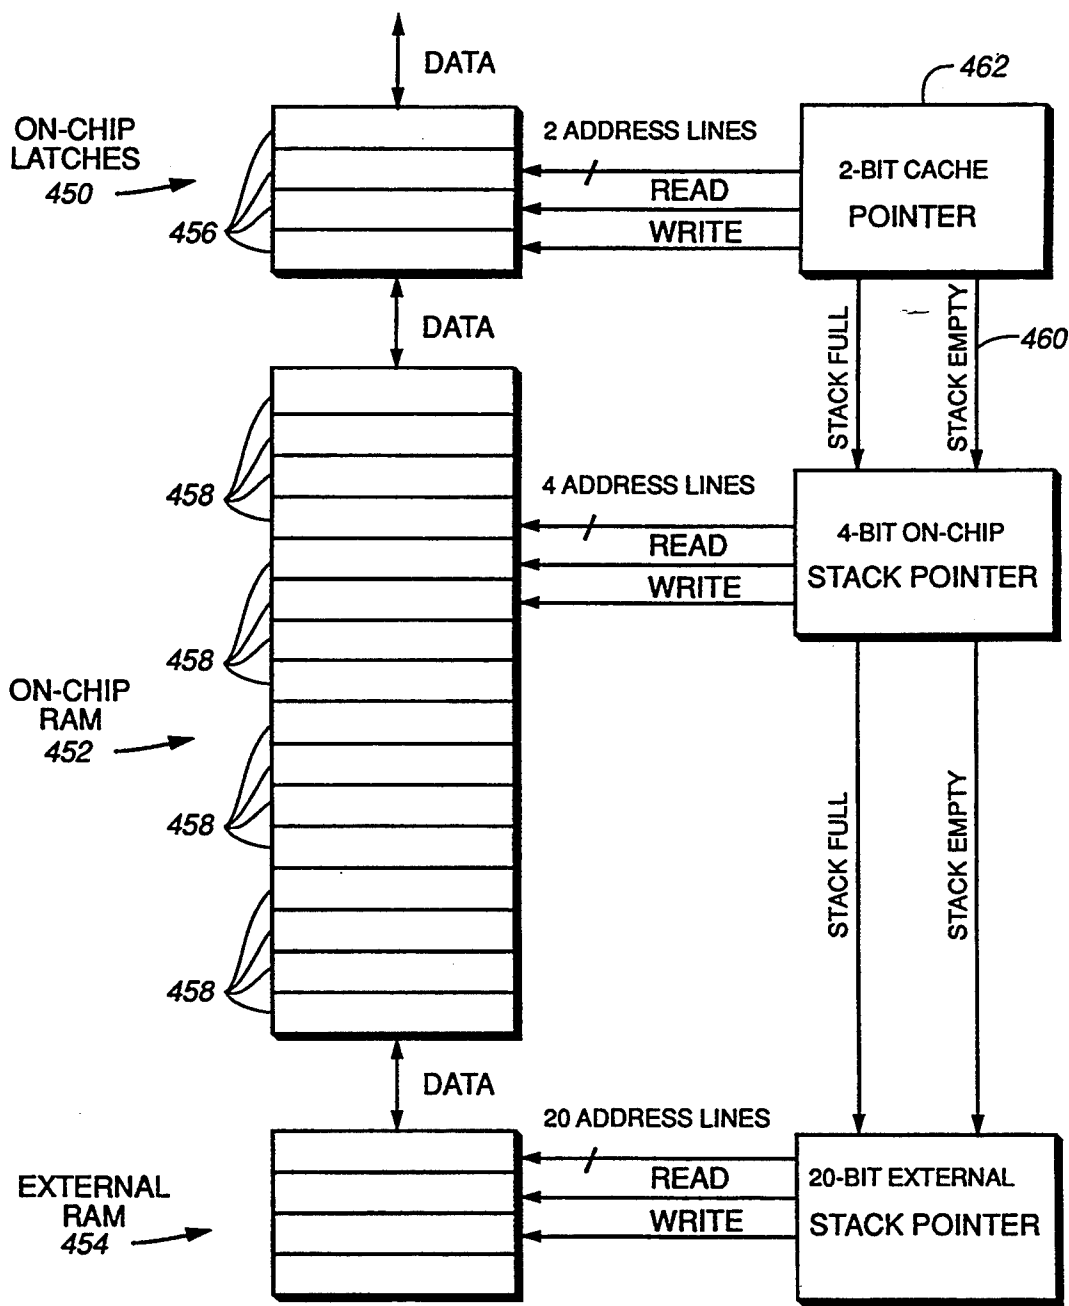 DATA
462
ON-CHIP
LATCHES
450
456
2 ADDRESS LINES
READ
WRITE
2-BIT CACHE
POINTER
DATA
STACK FULL
STACK EMPTY
460
458
4 ADDRESS LINES
READ
WRITE
4-BIT ON-CHIP
STACK POINTER
458
ON-CHIP
RAM
452
458
STACK FULL
STACK EMPTY
458
DATA
20 ADDRESS LINES
READ
WRITE
20-BIT EXTERNAL
STACK POINTER
EXTERNAL
RAM
454